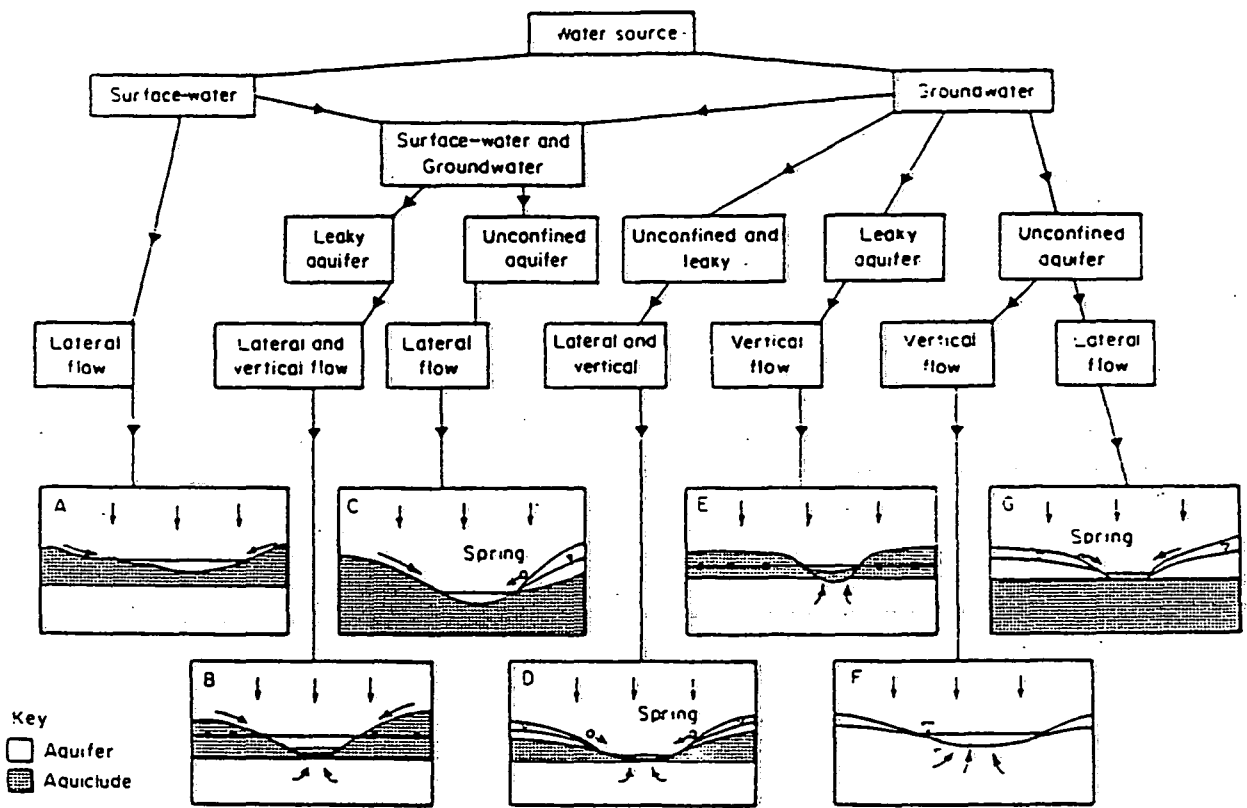 Water source
Surface-water
Groundwater
Surface-water and
Groundwater
Leaky
aquifer
Unconfined
aquifer
Unconfined and
leaky
Leaky
aquifer
Unconfined
aquifer
Lateral
flow
Lateral and
vertical flow
Lateral
flow
Lateral and
vertical
Vertical
flow
Vertical
flow
Lateral
flow
A
C
Spring
E
G
Spring
B
D
Spring
F
Key
Aquifer
Aquiclude